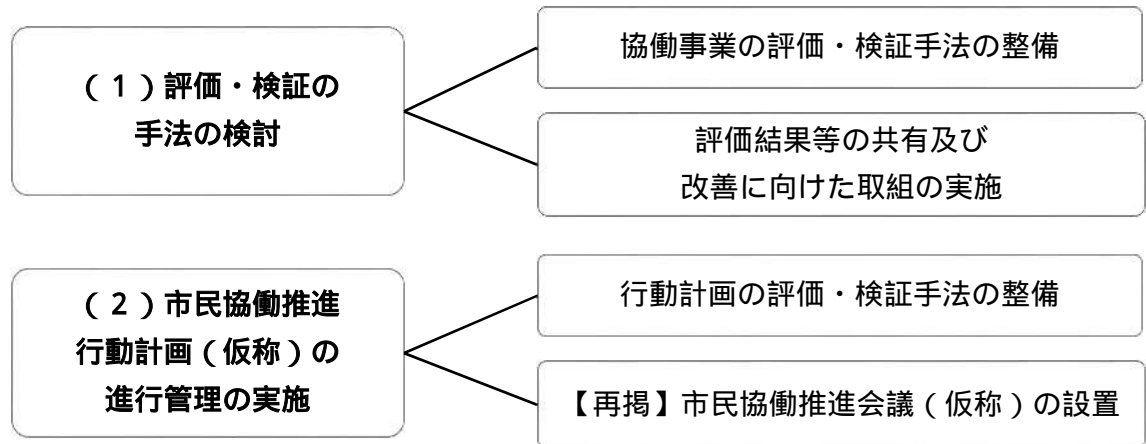 （１）評価・検証の
手法の検討
協働事業の評価・検証手法の整備
評価結果等の共有及び
改善に向けた取組の実施
（２）市民協働推進
行動計画（仮称）の
進行管理の実施
行動計画の評価・検証手法の整備
【再掲】市民協働推進会議（仮称）の設置